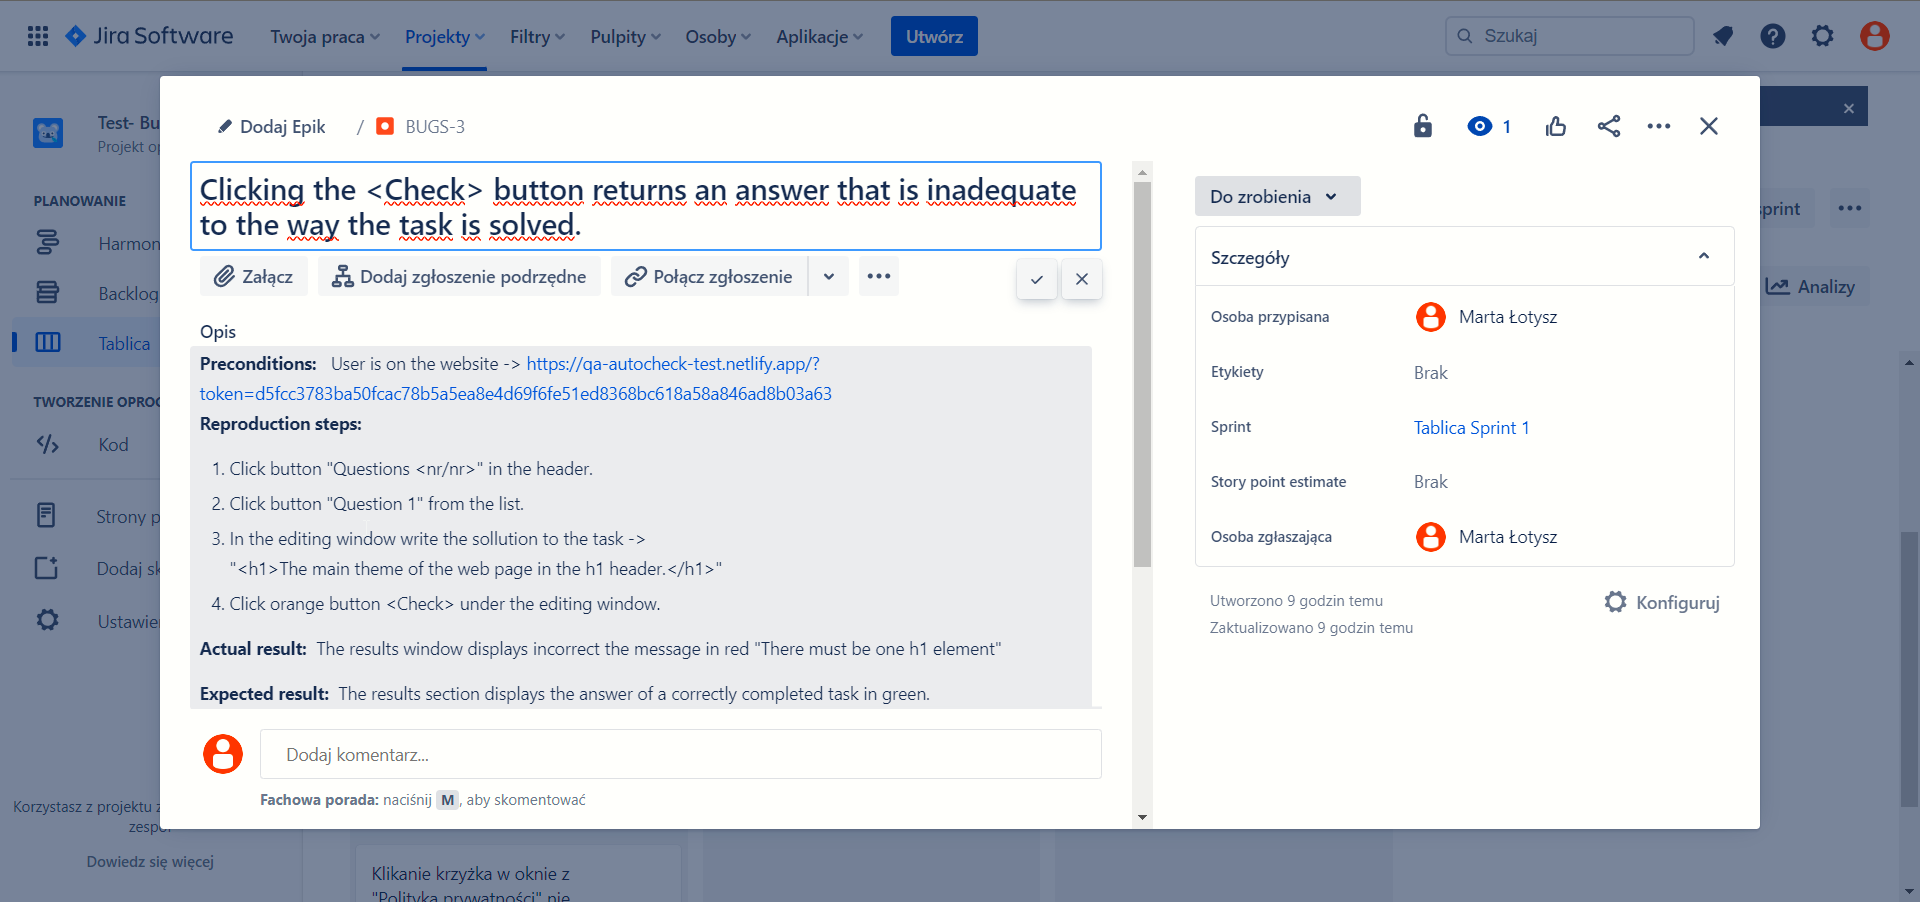 Jira Software
Twoja praca
Projekty
Filtry
Pulpity
Osoby
Aplikacje
Utwórz
Szukaj
Test- Bu
Projekt op
PLANOWANIE
Harmon
Backlog
Tablica
TWORZENIE OPROG
Kod
Strony p
Dodaj sk
Ustawie
Korzystasz z projektu z
zespo
Dowiedz się więcej
Dodaj Epik
/
BUGS-3
1
Clicking the <Check> button returns an answer that is inadequate
to the way the task is solved.
Załącz
Dodaj zgłoszenie podrzędne
Połącz zgłoszenie
Opis
Preconditions: User is on the website -> https://qa-autocheck-test.netlify.app/?
token=d5fcc3783ba50fcac78b5a5ea8e4d69f6fe51ed8368bc618a58a846ad8b03a63
Reproduction steps:
1. Click button "Questions <nr/nr>" in the header.
2. Click button "Question 1" from the list.
3. In the editing window write the sollution to the task ->
"<h1>The main theme of the web page in the h1 header.</h1>"
4. Click orange button <Check> under the editing window.
Actual result: The results window displays incorrect the message in red "There must be one h1 element"
Expected result: The results section displays the answer of a correctly completed task in green.
Dodaj komentarz...
Fachowa porada: naciśnij M, aby skomentować
Do zrobienia
Szczegóły
Osoba przypisana
Marta Łotysz
Etykiety
Brak
Sprint
Tablica Sprint 1
Story point estimate
Brak
Osoba zgłaszająca
Marta Łotysz
Utworzono 9 godzin temu
Zaktualizowano 9 godzin temu
Konfiguruj
sprint
Analizy
Klikanie krzyżka w oknie z
"Polityka prywatności" nie